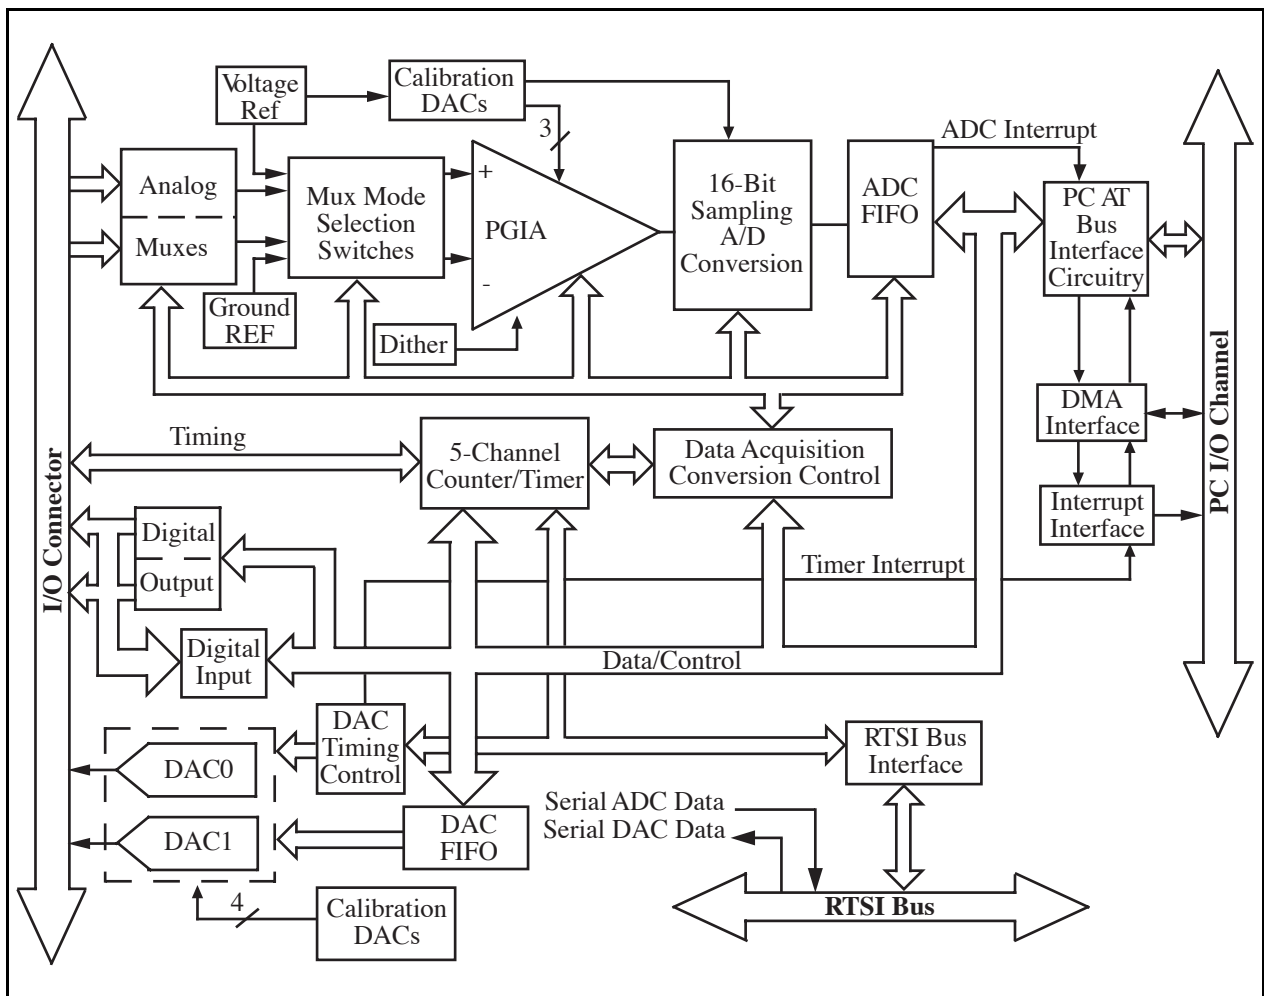 Voltage
Ref
Calibration
DACs
3
ADC Interrupt
Analog
Muxes
Mux Mode
Selection
Switches
+
PGIA
-
16-Bit
Sampling
A/D
Conversion
ADC
FIFO
PC AT
Bus
Interface
Circuitry
Ground
REF
Dither
DMA
Interface
PC I/O Channel
Timing
5-Channel
Counter/Timer
Data Acquisition
Conversion Control
Interrupt
Interface
I/O Connector
Digital
Output
Timer Interrupt
Digital
Input
Data/Control
DAC
Timing
Control
RTSI Bus
Interface
DAC0
DAC1
DAC
FIFO
Serial ADC Data
Serial DAC Data
4
Calibration
DACs
RTSI Bus